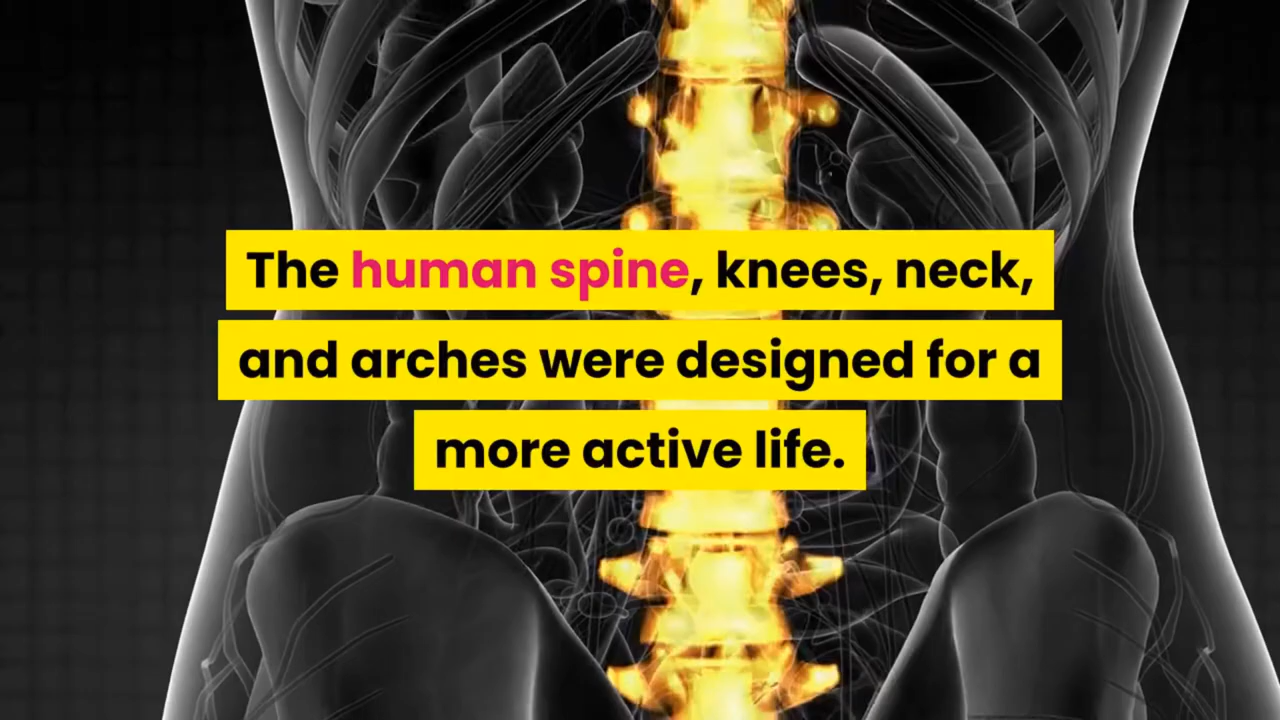 The human spine, knees, neck,
and arches were designed for a
more active life.